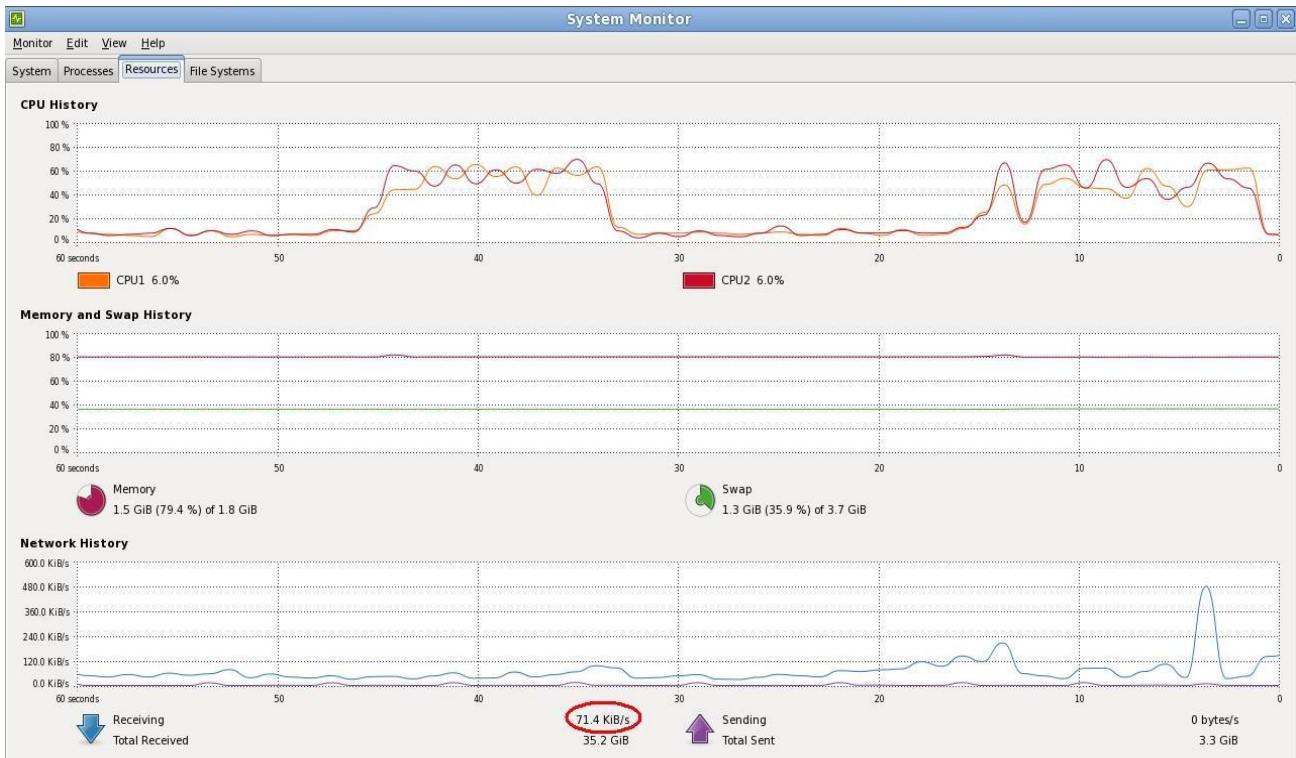 System Monitor
Monitor Edit View Help
System Processes Resources File Systems
CPU History
100 %
80 %
60 %
40 %
20 %
0 %
60 seconds 50 40 30 20 10 0
CPU1 6.0% CPU2 6.0%
Memory and Swap History
100 %
80 %
60 %
40 %
20 %
0 %
60 seconds 50 40 30 20 10 0
Memory Swap
1.5 GiB (79.4 %) of 1.8 GiB 1.3 GiB (35.9 %) of 3.7 GiB
Network History
600.0 KiB/s
480.0 KiB/s
360.0 KiB/s
240.0 KiB/s
120.0 KiB/s
0.0 KiB/s
60 seconds 50 40 30 20 10 0
Receiving 71.4 KiB/s Sending 0 bytes/s
Total Received 35.2 GiB Total Sent 3.3 GiB